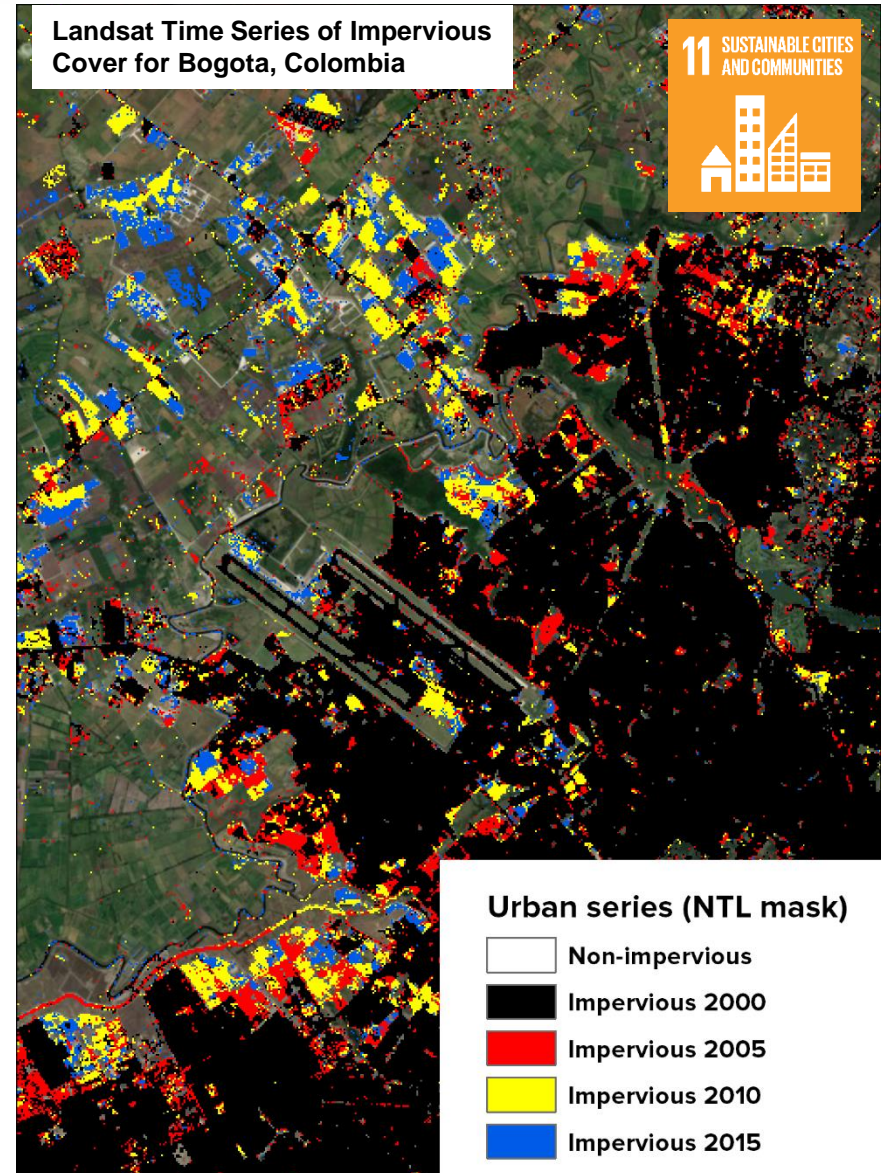 Landsat Time Series of Impervious
Cover for Bogota, Colombia
11 SUSTAINABLE CITIES
AND COMMUNITIES
Urban series (NTL mask)
Non-impervious
Impervious 2000
Impervious 2005
Impervious 2010
Impervious 2015